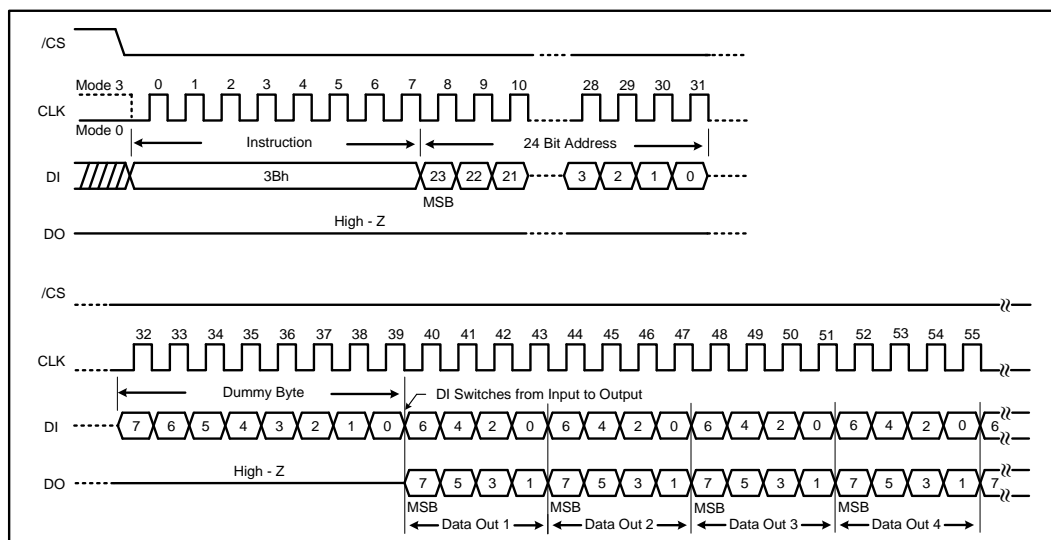 /CS
Mode 3 0 1 2 3 4 5 6 7 8 9 10 28 29 30 31
CLK
Mode 0
Instruction 24 Bit Address
DI 3Bh 23 22 21 3 2 1 0
MSB
High - Z
DO
/CS
32 33 34 35 36 37 38 39 40 41 42 43 44 45 46 47 48 49 50 51 52 53 54 55
CLK
Dummy Byte DI Switches from Input to Output
DI 7 6 5 4 3 2 1 0 6 4 2 0 6 4 2 0 6 4 2 0 6 4 2 0 6
High - Z
DO 7 5 3 1 7 5 3 1 7 5 3 1 7 5 3 1 7
MSB MSB MSB MSB
Data Out 1 Data Out 2 Data Out 3 Data Out 4